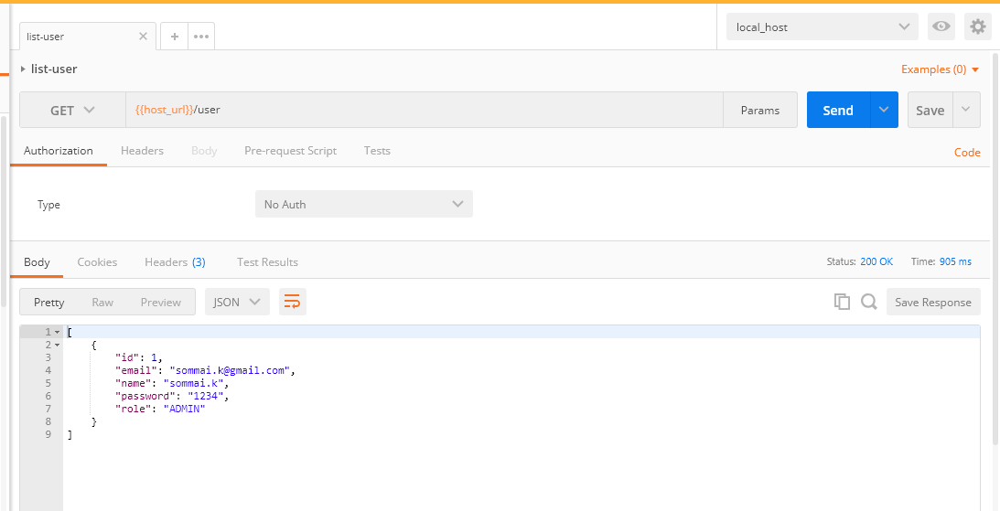 list-user
local_host
list-user
Examples (0)
GET
{{host_url}}/user
Params
Send
Save
Authorization Headers Body Pre-request Script Tests
Code
Type
No Auth
Body Cookies Headers (3) Test Results
Status: 200 OK Time: 905 ms
Pretty Raw Preview JSON
Save Response
1 [
2 {
3 "id": 1,
4 "email": "sommai.k@gmail.com",
5 "name": "sommai.k",
6 "password": "1234",
7 "role": "ADMIN"
8 }
9 ]